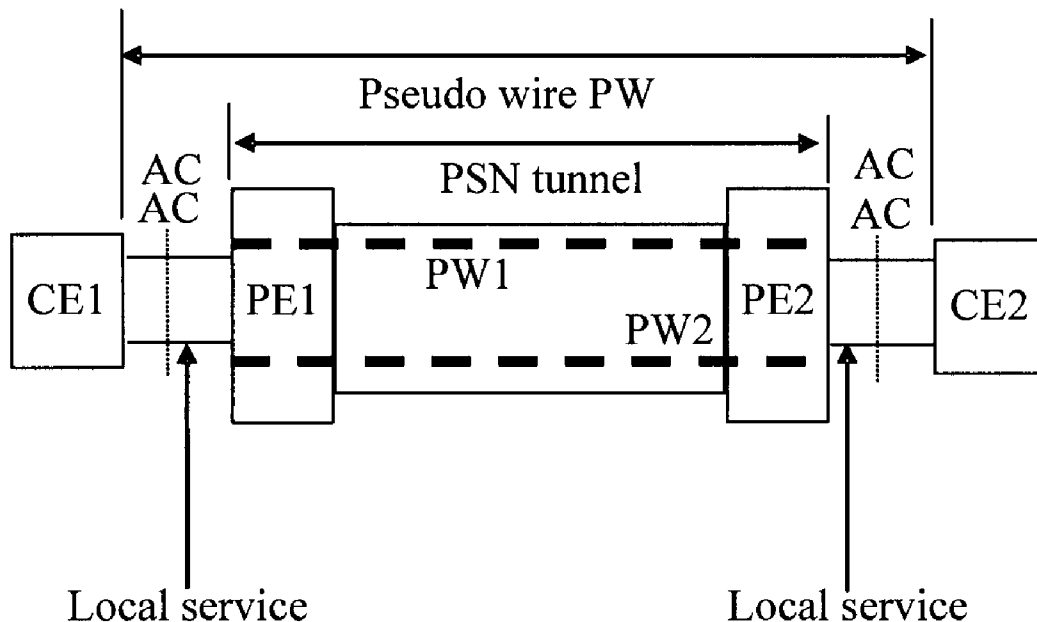 Pseudo wire PW
AC
AC
PSN tunnel
AC
AC
CE1
PE1
PW1
PW2
PE2
CE2
Local service
Local service